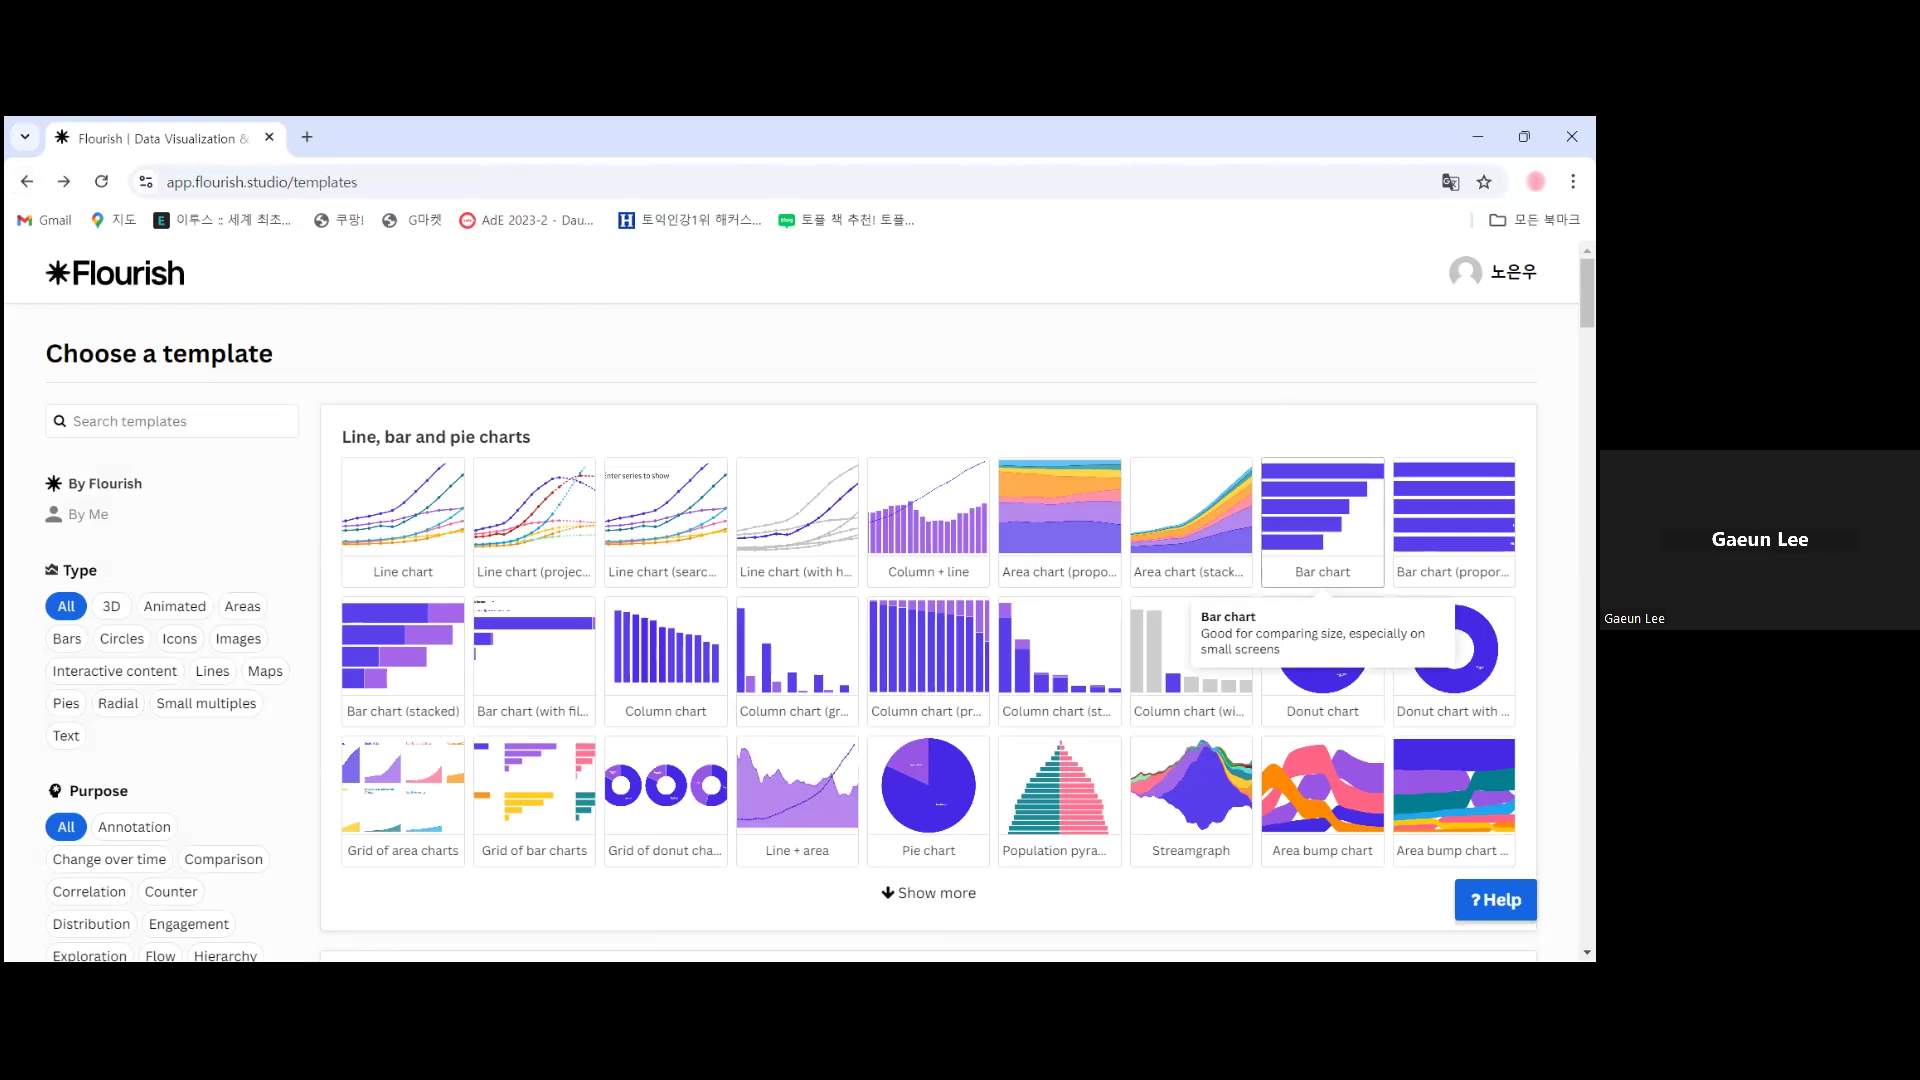 Flourish | Data Visualization &
app.flourish.studio/templates
Gmail
지도
이투스 :: 세계 최초...
쿠팡!
G마켓
AdE 2023-2 - Dau...
토익인강1위 해커스...
토플 책 추천! 토플...
모든 북마크
Flourish
노은우
Choose a template
Search templates
By Flourish
By Me
Type
All 3D Animated Areas
Bars Circles Icons Images
Interactive content Lines Maps
Pies Radial Small multiples
Text
Purpose
All Annotation
Change over time Comparison
Correlation Counter
Distribution Engagement
Exploration Flow Hierarchy
Line, bar and pie charts
Enter series to show
Line chart
Line chart (projec...
Line chart (searc...
Line chart (with h...
Column + line
Area chart (propo...
Area chart (stack...
Bar chart
Bar chart (propor...
Bar chart
Good for comparing size, especially on
small screens
Bar chart (stacked)
Bar chart (with fil...
Column chart
Column chart (gr...
Column chart (pr...
Column chart (st...
Column chart (wi...
Donut chart
Donut chart with ...
Grid of area charts
Grid of bar charts
Grid of donut cha...
Line + area
Pie chart
Population pyra...
Streamgraph
Area bump chart
Area bump chart ...
Show more
? Help
Gaeun Lee
Gaeun Lee